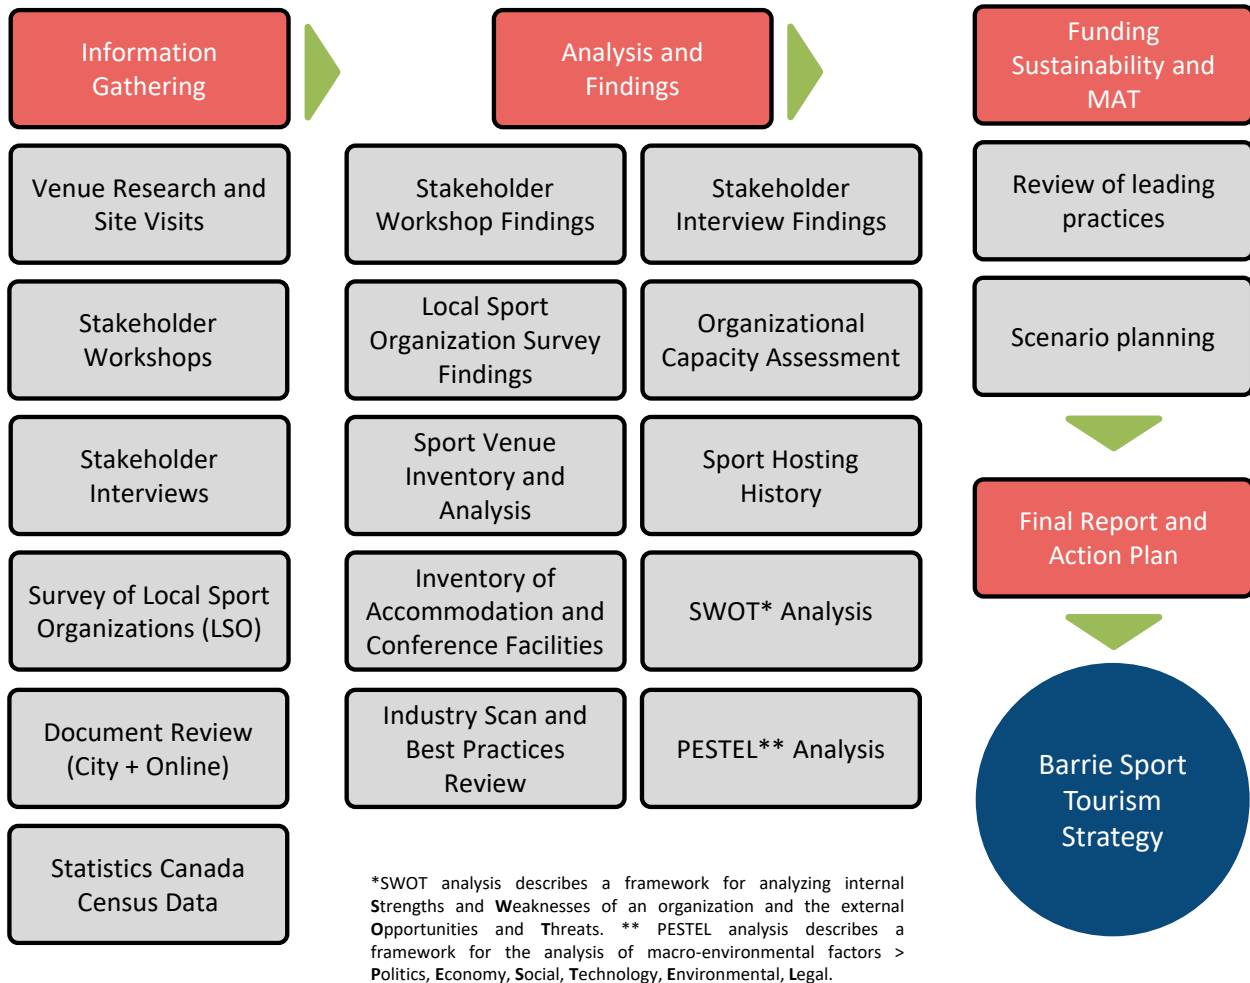 Information
Gathering
Venue Research and
Site Visits
Stakeholder
Workshops
Stakeholder
Interviews
Survey of Local Sport
Organizations (LSO)
Document Review
(City + Online)
Statistics Canada
Census Data
Analysis and
Findings
Stakeholder
Workshop Findings
Stakeholder
Interview Findings
Local Sport
Organization Survey
Findings
Organizational
Capacity Assessment
Sport Venue
Inventory and
Analysis
Sport Hosting
History
Inventory of
Accommodation and
Conference Facilities
SWOT* Analysis
Industry Scan and
Best Practices
Review
PESTEL** Analysis
*SWOT analysis describes a framework for analyzing internal
Strengths and Weaknesses of an organization and the external
Opportunities and Threats. ** PESTEL analysis describes a
framework for the analysis of macro-environmental factors >
Politics, Economy, Social, Technology, Environmental, Legal.
Funding
Sustainability and
MAT
Review of leading
practices
Scenario planning
Final Report and
Action Plan
Barrie Sport
Tourism
Strategy